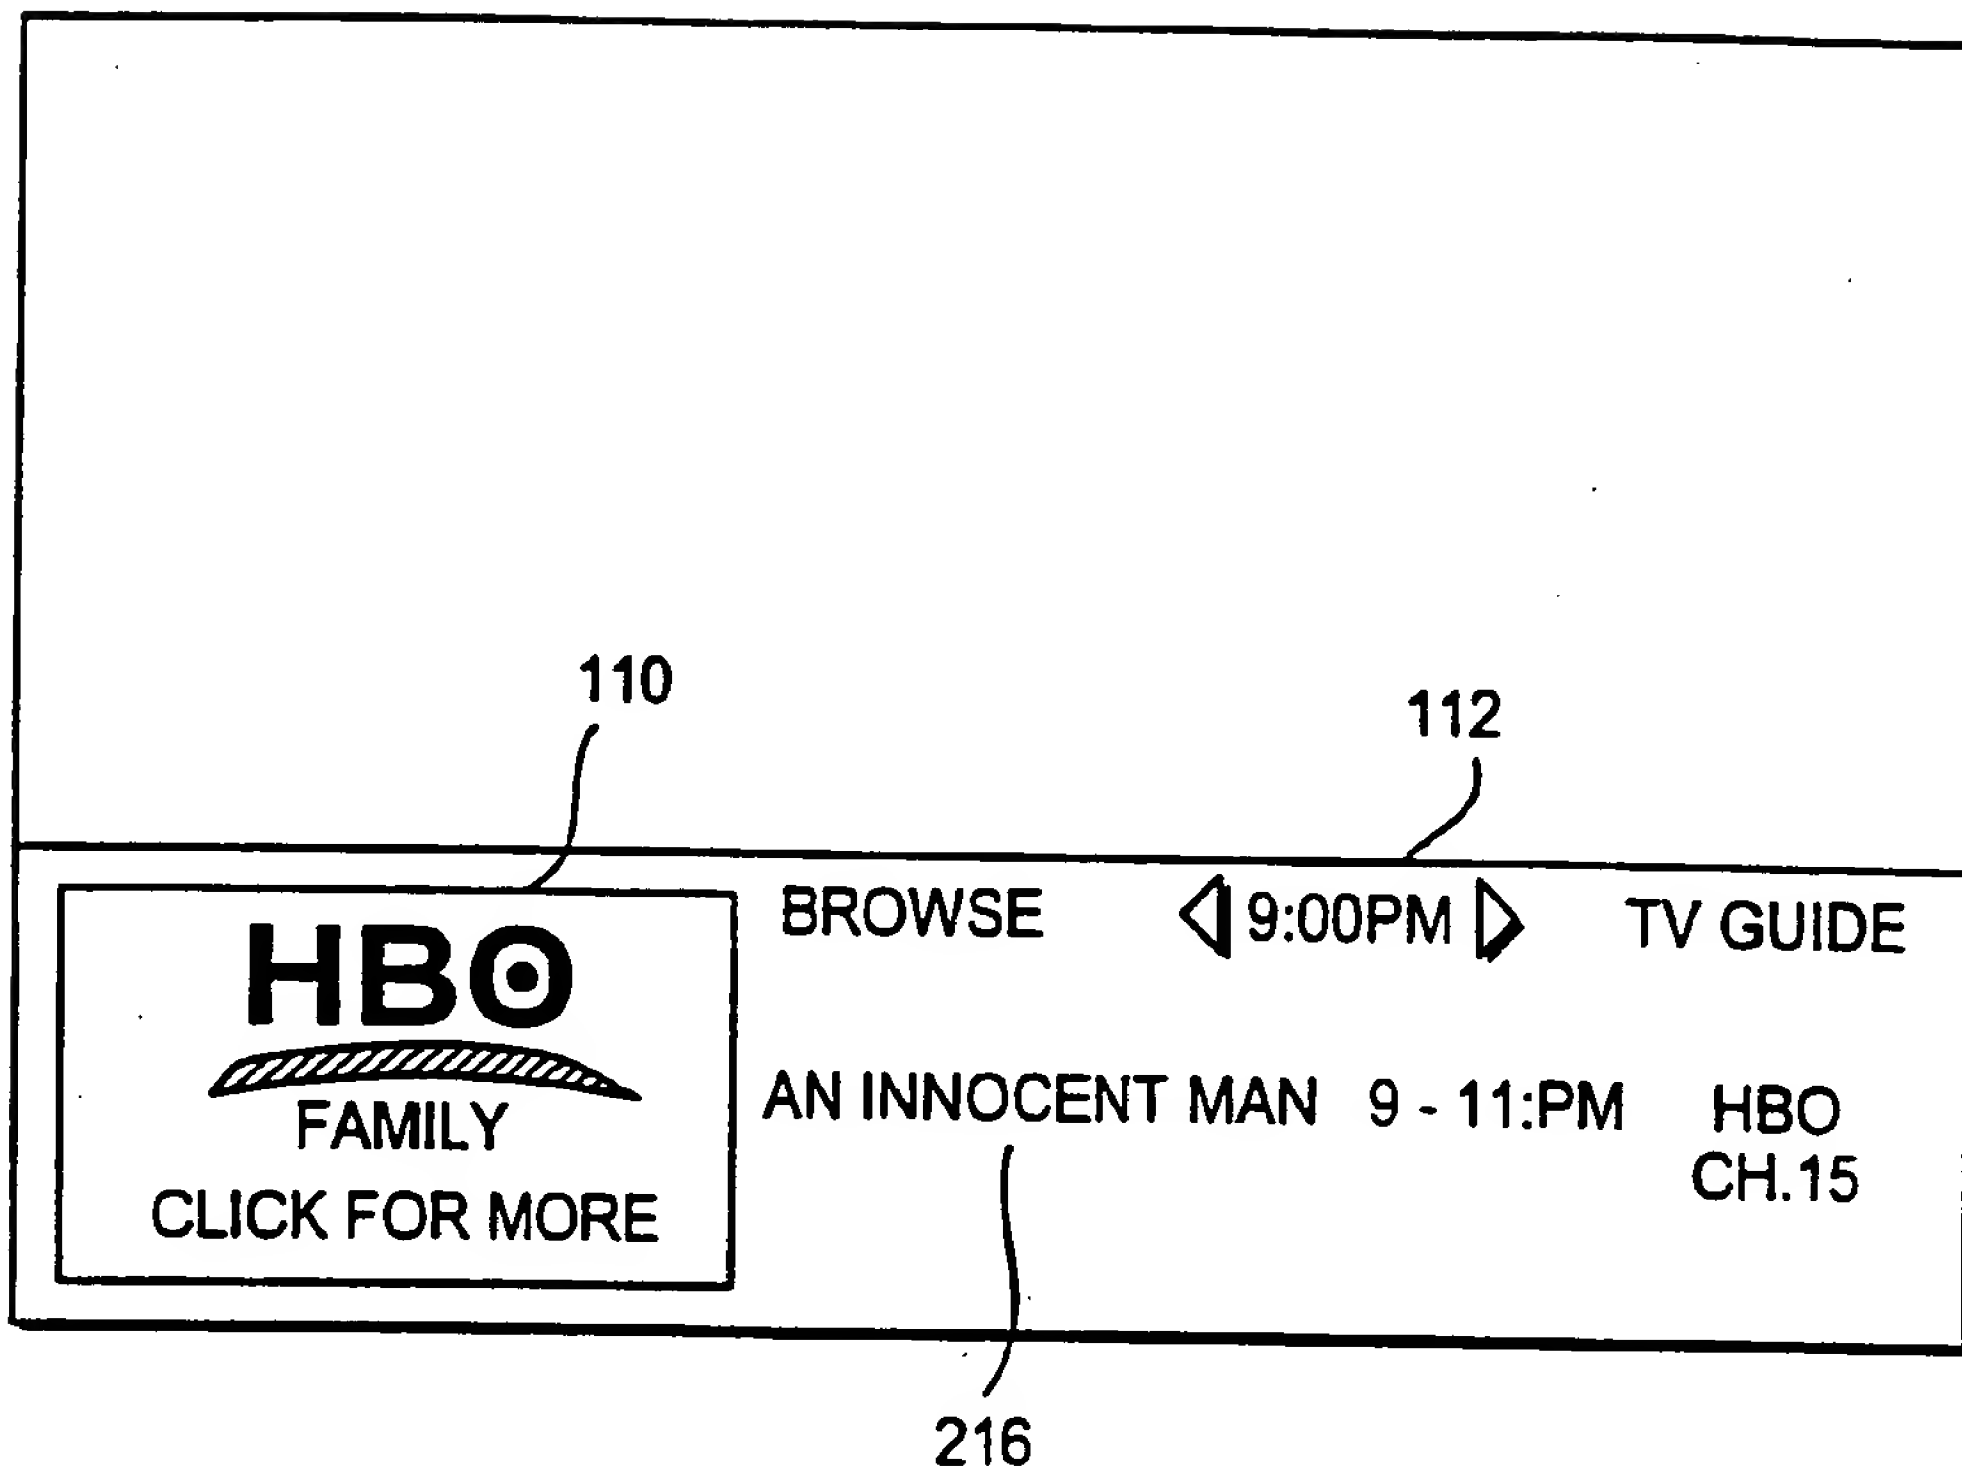 110
112
BROWSE 9:00PM TV GUIDE
HBO
FAMILY
CLICK FOR MORE
AN INNOCENT MAN 9 - 11:PM HBO
CH.15
216